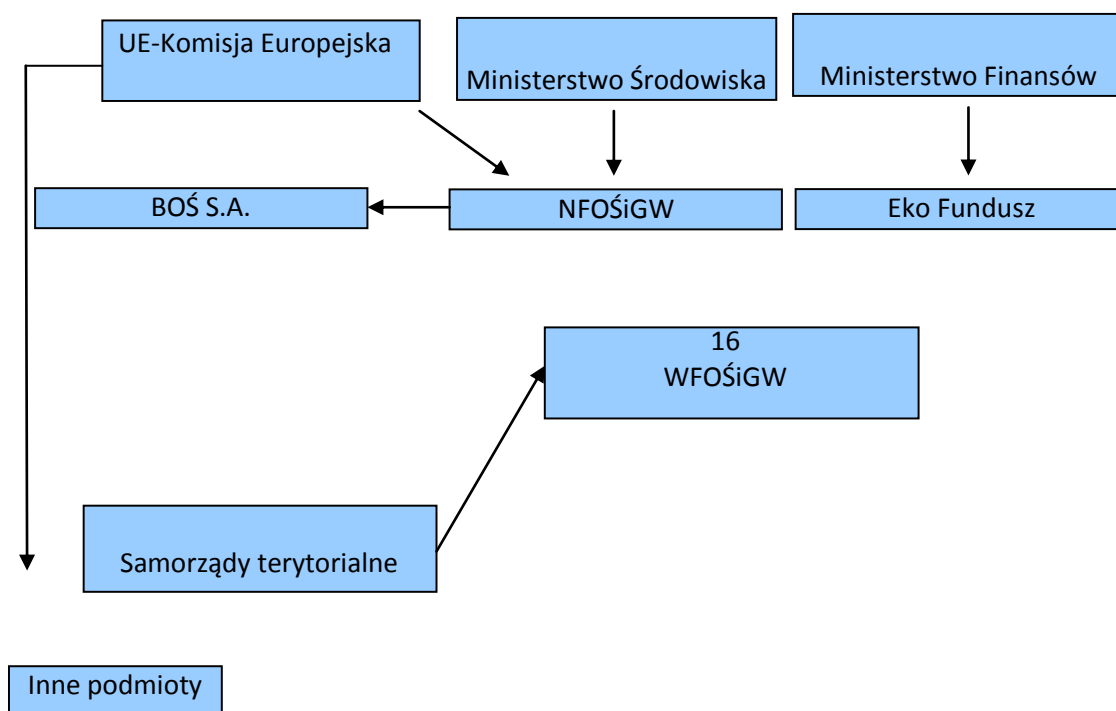 UE-Komisja Europejska
Ministerstwo Środowiska
Ministerstwo Finansów
BOŚ S.A.
NFOŚiGW
Eko Fundusz
16
WFOŚiGW
Samorządy terytorialne
Inne podmioty